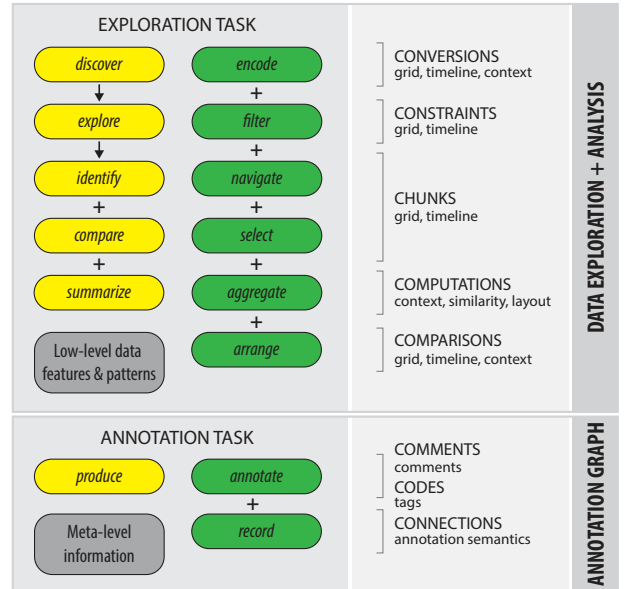 EXPLORATION TASK
discover
explore
identify
+
compare
+
summarize
Low-level data
features & patterns
encode
+
filter
+
navigate
+
select
+
aggregate
+
arrange
CONVERSIONS
grid, timeline, context
CONSTRAINTS
grid, timeline
CHUNKS
grid, timeline
COMPUTATIONS
context, similarity, layout
COMPARISONS
grid, timeline, context
DATA EXPLORATION + ANALYSIS
ANNOTATION TASK
produce
Meta-level
information
annotate
+
record
COMMENTS
comments
CODES
tags
CONNECTIONS
annotation semantics
ANNOTATION GRAPH